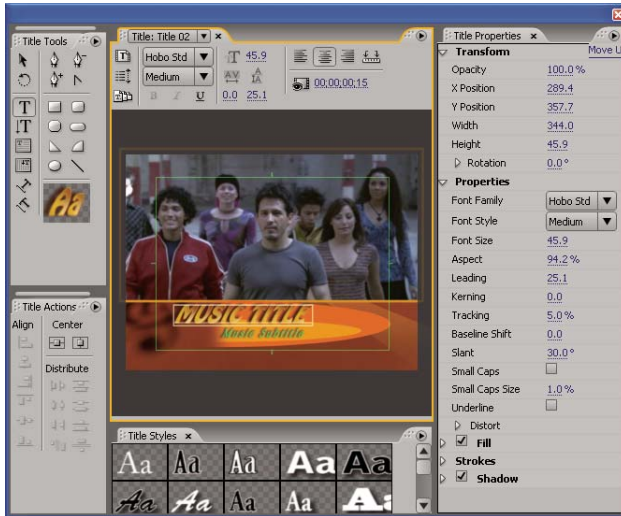 Title Tools
T
Aa
Title Actions
Align
Center
Distribute
Title: Title 02
Hobo Std
45.9
Medium
00;00;00;15
B I U
0.0
25.1
MUSIC TITLE
Music Subtitle
Title Styles
Aa Aa Aa Aa Aa
Aa Aa Aa Aa A
Title Properties
Transform
Move U
Opacity 100.0 %
X Position 289.4
Y Position 357.7
Width 344.0
Height 45.9
Rotation 0.0 °
Properties
Font Family Hobo Std
Font Style Medium
Font Size 45.9
Aspect 94.2 %
Leading 25.1
Kerning 0.0
Tracking 5.0 %
Baseline Shift 0.0
Slant 30.0 °
Small Caps
Small Caps Size 1.0 %
Underline
Distort
Fill
Strokes
Shadow